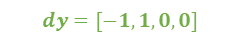 dy = [−1, 1, 0, 0]